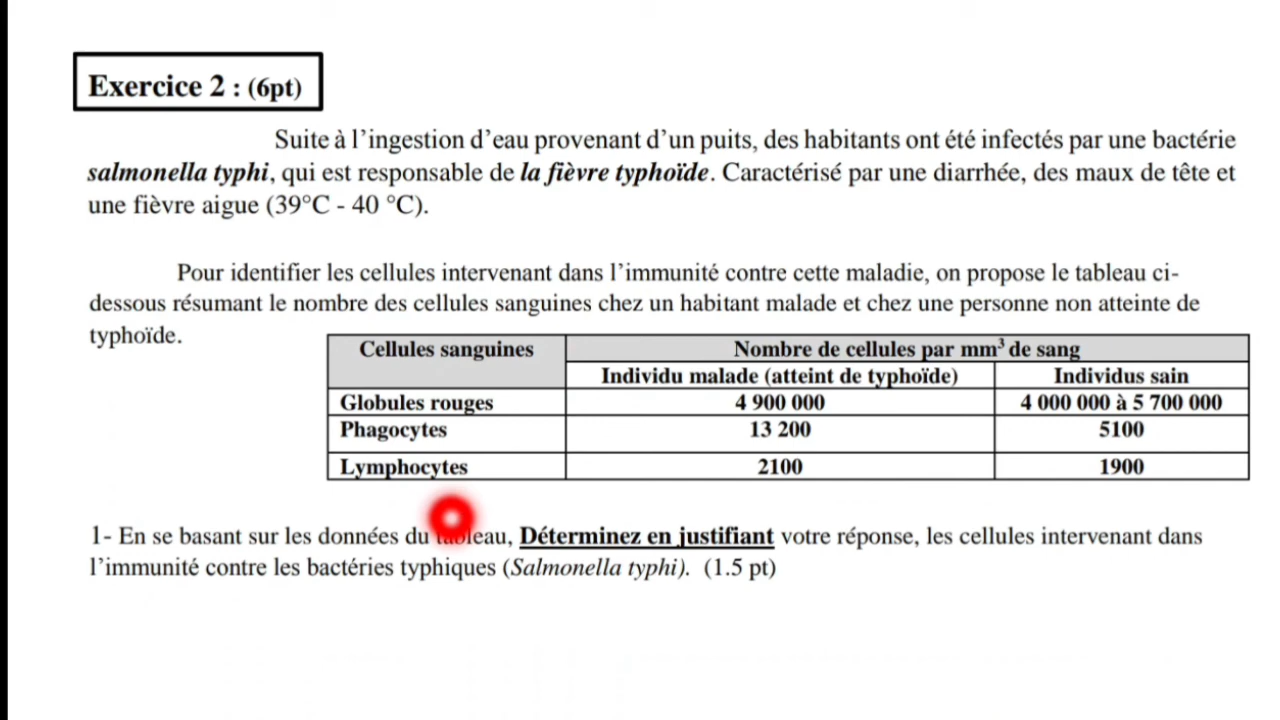 Exercice 2 : (6pt)
Suite à l'ingestion d'eau provenant d'un puits, des habitants ont été infectés par une bactérie
salmonella typhi, qui est responsable de la fièvre typhoïde. Caractérisé par une diarrhée, des maux de tête et
une fièvre aigue (39°C - 40 °C).
Pour identifier les cellules intervenant dans l'immunité contre cette maladie, on propose le tableau ci-
dessous résumant le nombre des cellules sanguines chez un habitant malade et chez une personne non atteinte de
typhoïde.
Cellules sanguines Nombre de cellules par mm³ de sang
Individu malade (atteint de typhoïde) Individus sain
Globules rouges 4 900 000 4 000 000 à 5 700 000
Phagocytes 13 200 5100
Lymphocytes 2100 1900
1- En se basant sur les données du tableau, Déterminez en justifiant votre réponse, les cellules intervenant dans
l'immunité contre les bactéries typhiques (Salmonella typhi). (1.5 pt)